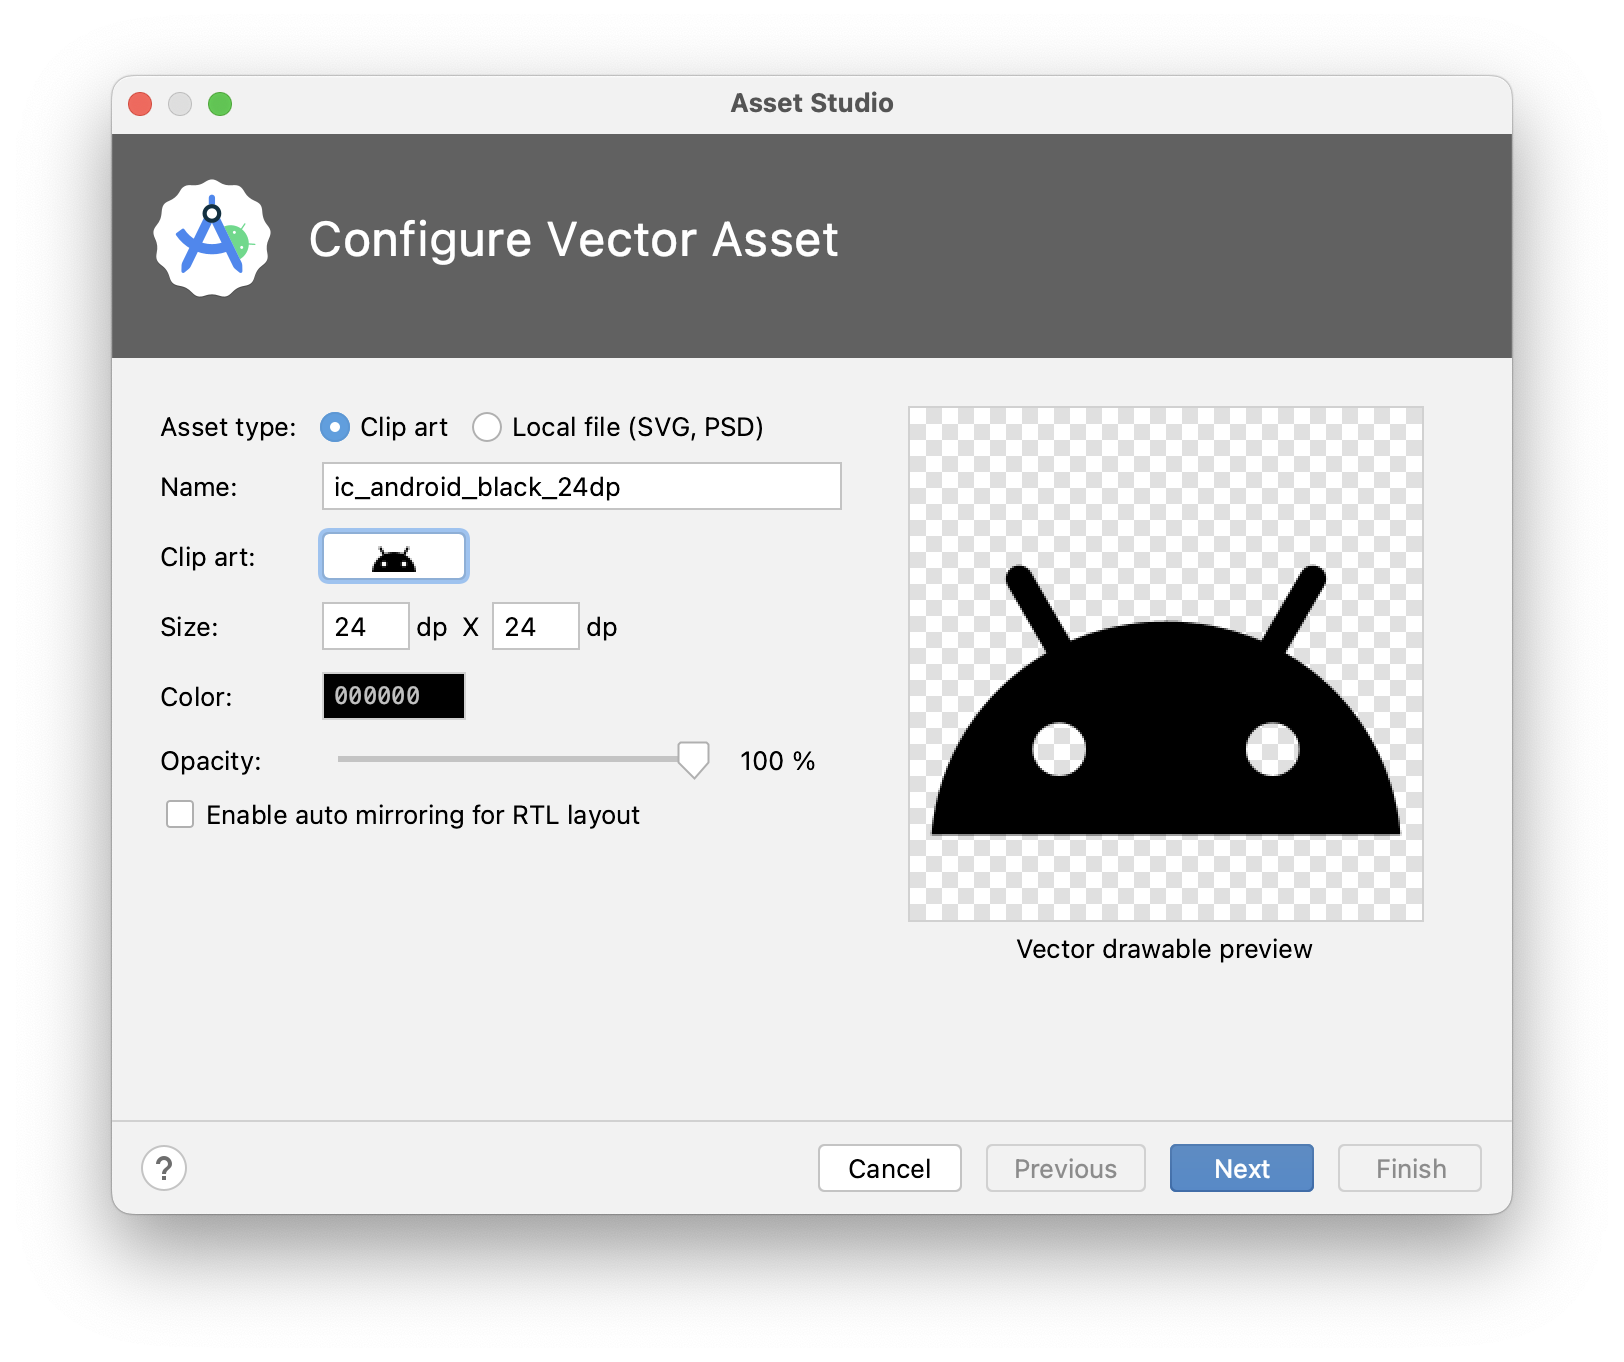 Asset Studio
Configure Vector Asset
Asset type: Clip art Local file (SVG, PSD)
Name: ic_android_black_24dp
Clip art:
Size: 24 dp X 24 dp
Color: 000000
Opacity: 100 %
Enable auto mirroring for RTL layout
Vector drawable preview
? Cancel Previous Next Finish